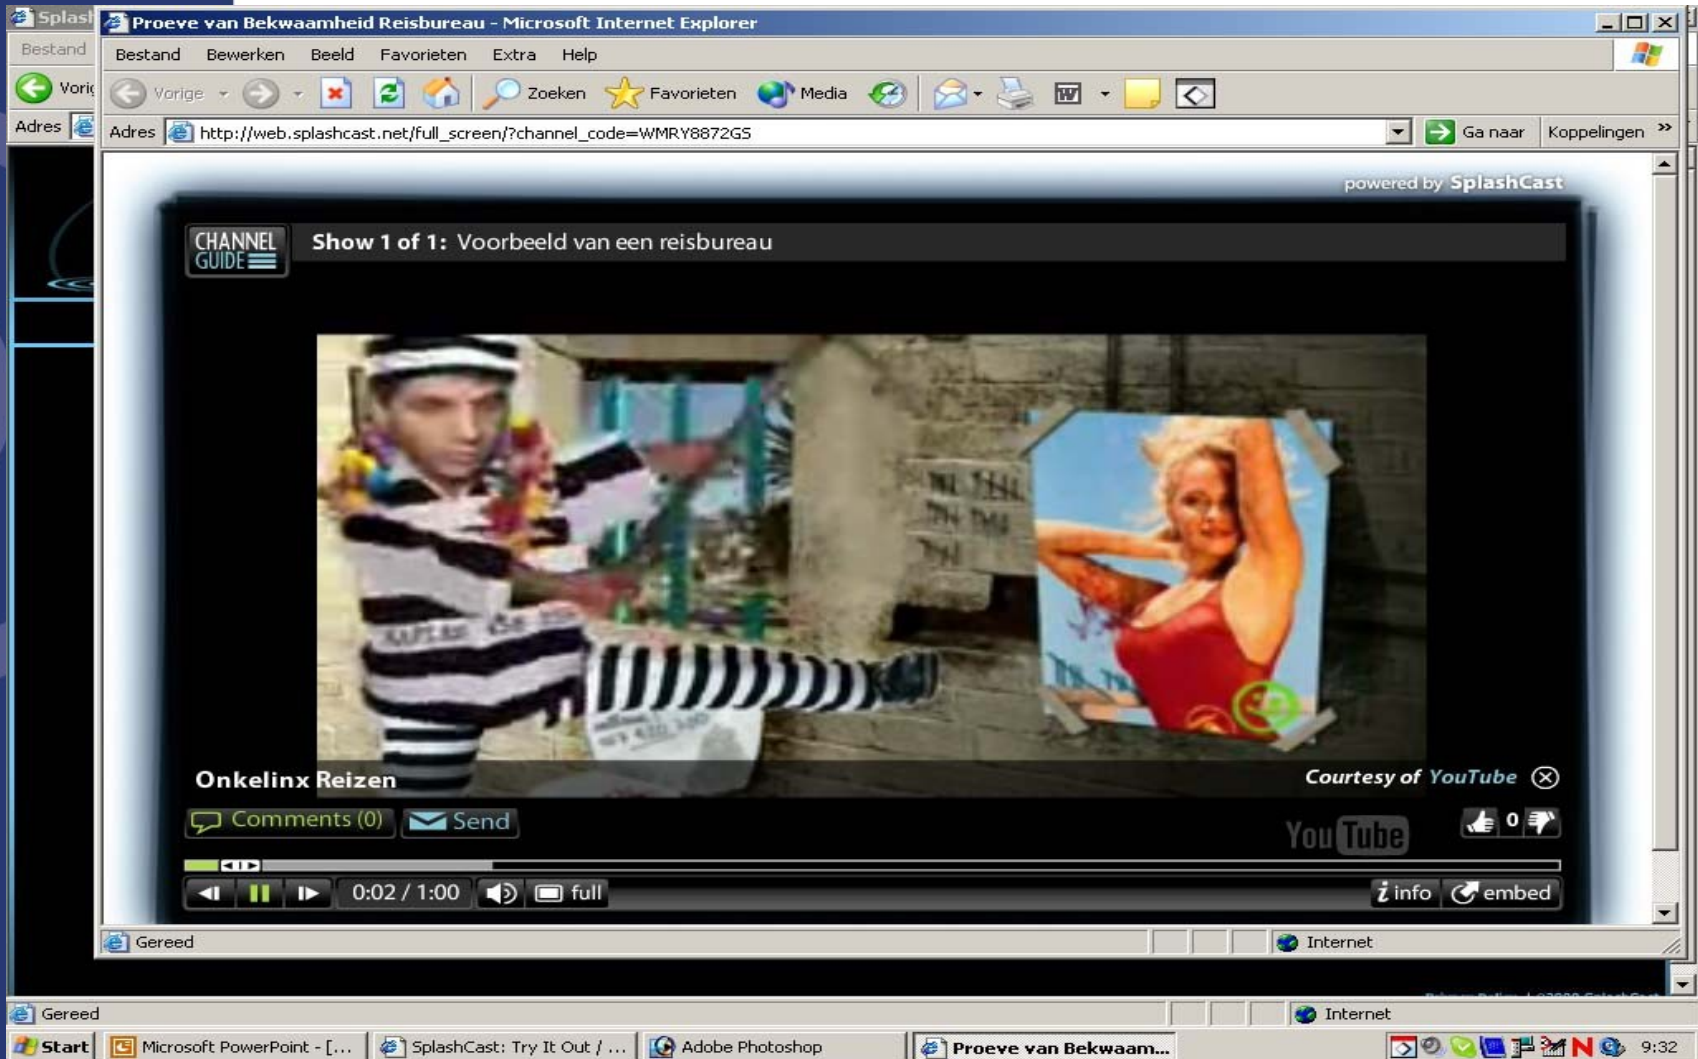 Splash
Proeve van Bekwaamheid Reisbureau - Microsoft Internet Explorer
Bestand
Bestand Bewerken Beeld Favorieten Extra Help
Vorig
Vorige Zoeken Favorieten Media
Adres
Adres http://web.splashcast.net/full_screen/?channel_code=WMRY8872GS Ga naar Koppelingen »
powered by SplashCast
CHANNEL
GUIDE
Show 1 of 1: Voorbeeld van een reisbureau
Onkelinx Reizen
Courtesy of YouTube
Comments (0) Send
YouTube
0
0:02 / 1:00 full
info embed
Gereed Internet
Gereed Internet
Start Microsoft PowerPoint - [... SplashCast: Try It Out / ... Adobe Photoshop Proeve van Bekwaam... N 9:32